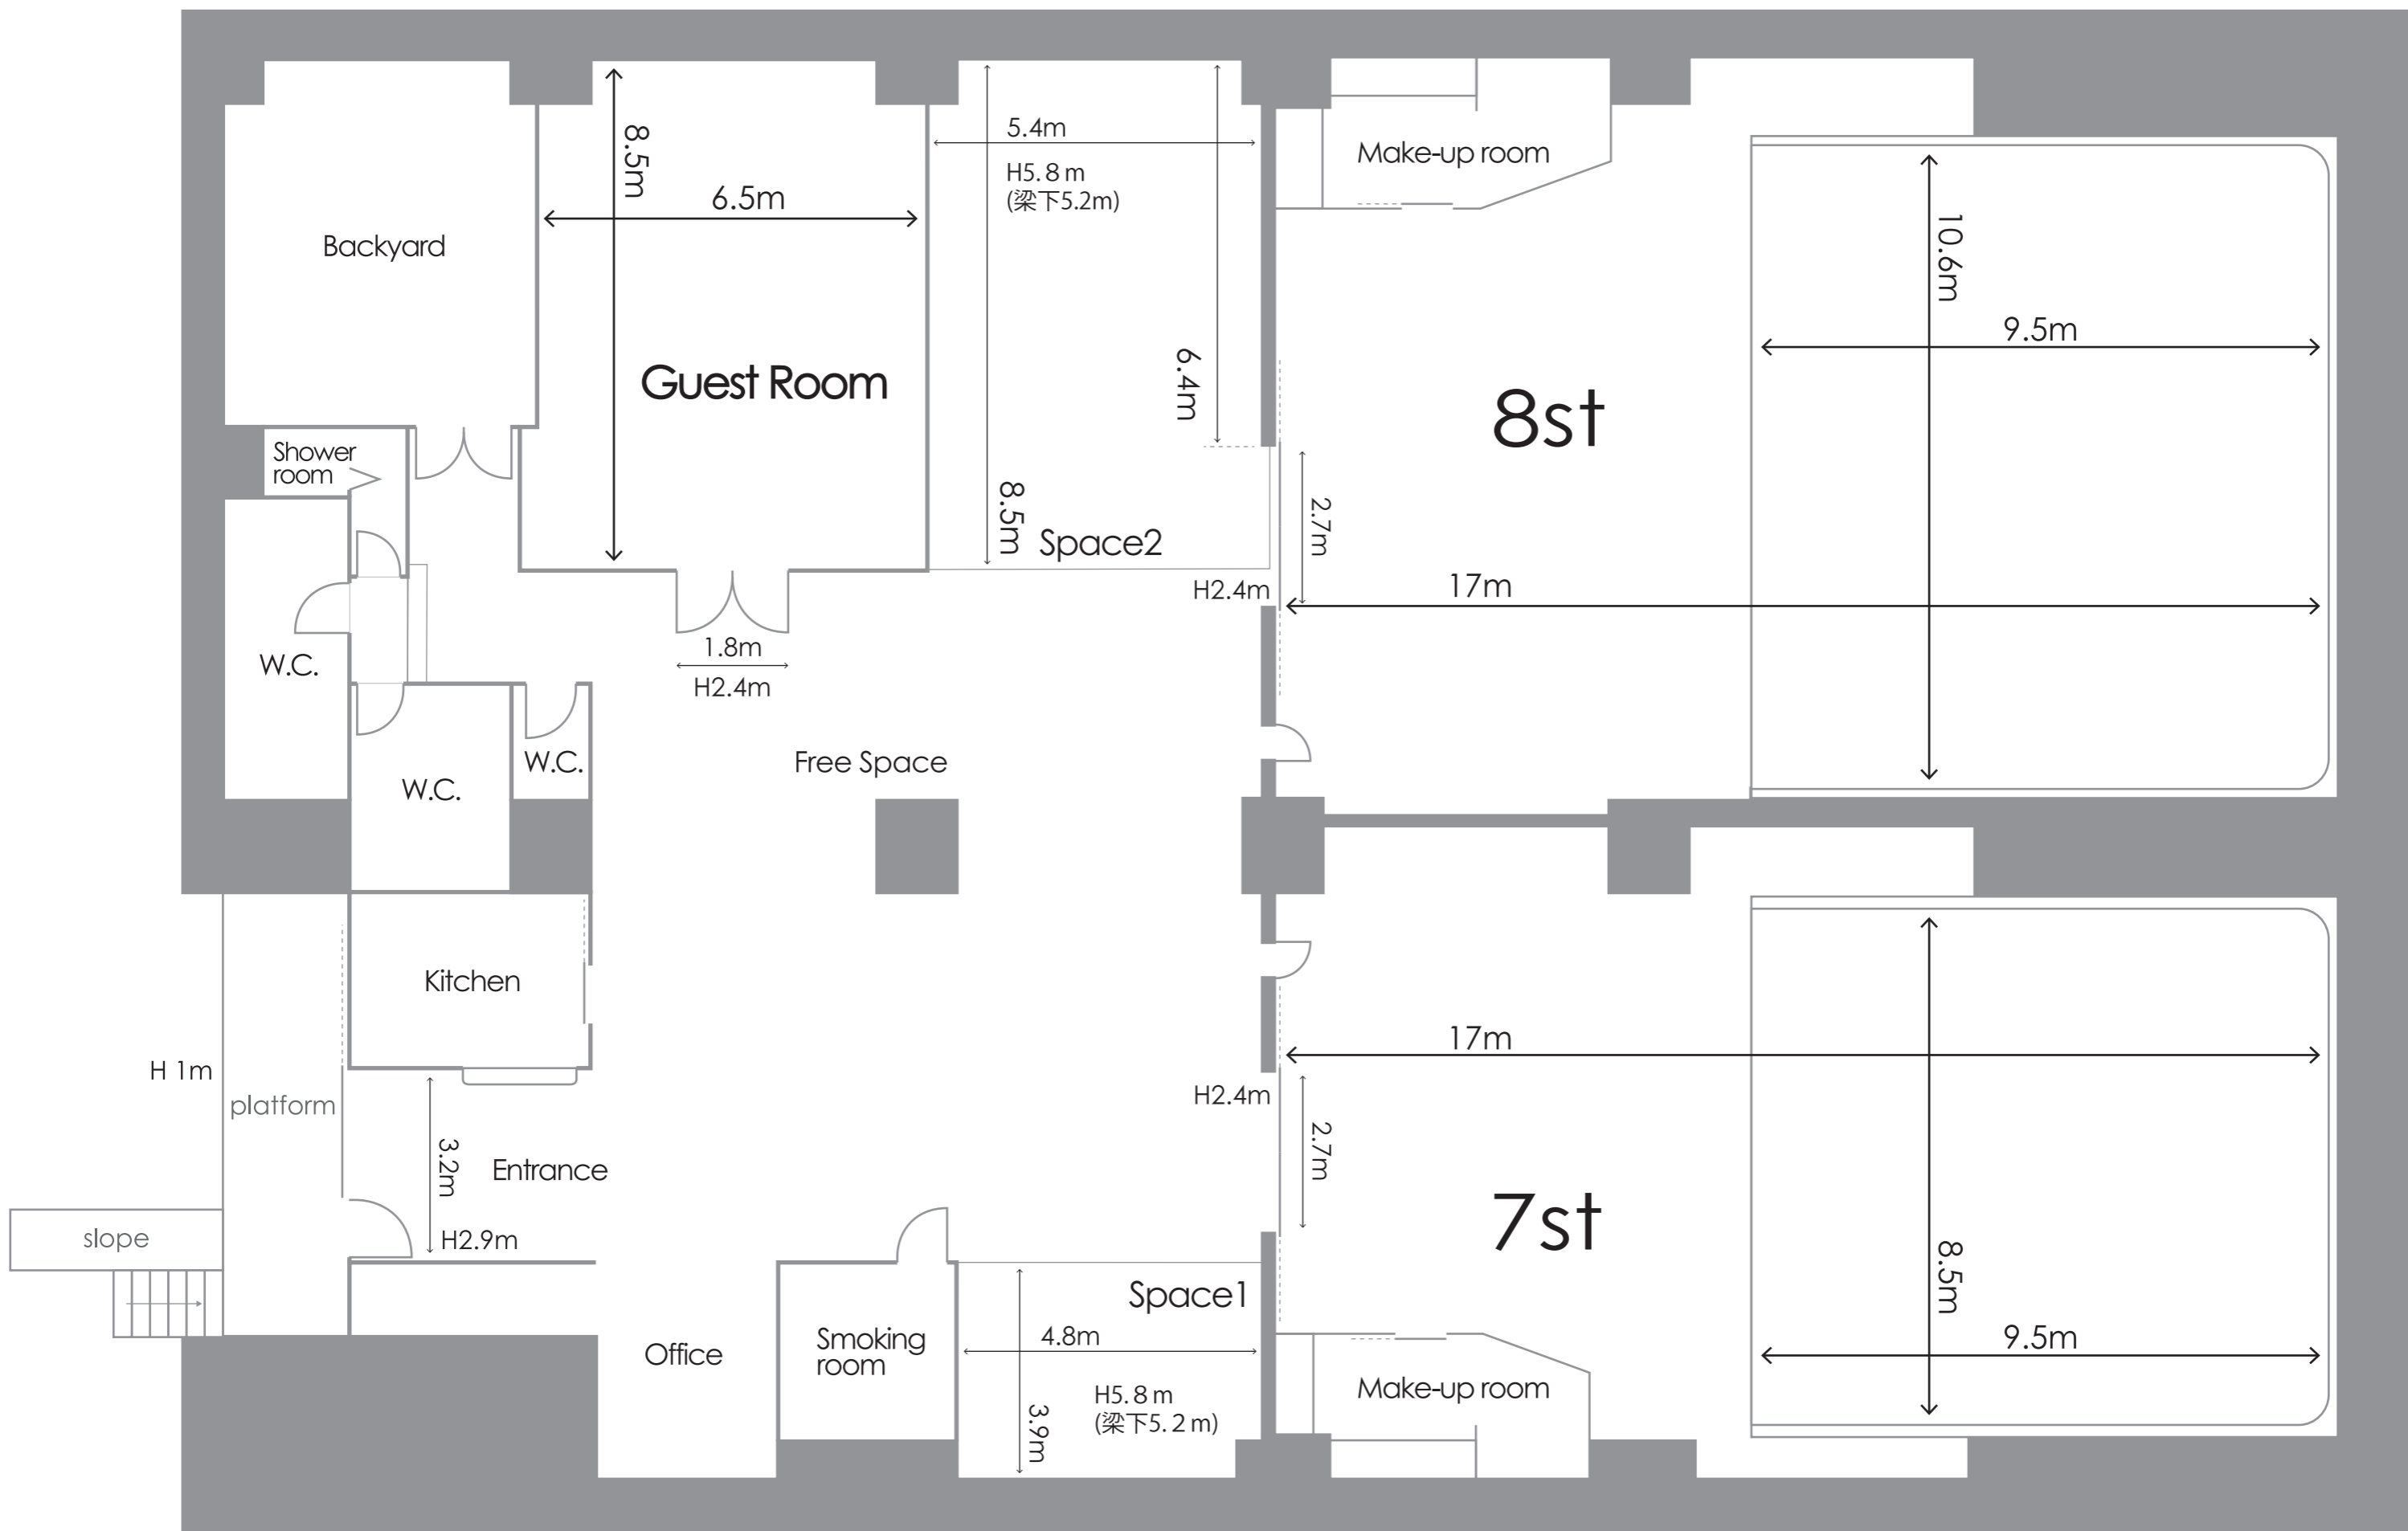 8.5m
6.5m
Backyard
Guest Room
5.4m
H5.8m
(梁下5.2m)
6.4m
8.5m
Space2
Make-up room
10.6m
9.5m
8st
2.7m
H2.4m
17m
Shower
room
W.C.
W.C.
W.C.
1.8m
H2.4m
Free Space
Kitchen
H 1m
platform
3.2m
Entrance
H2.9m
slope
Office
Smoking
room
Space1
4.8m
H5.8m
(梁下5.2m)
3.9m
H2.4m
2.7m
17m
7st
8.5m
9.5m
Make-up room